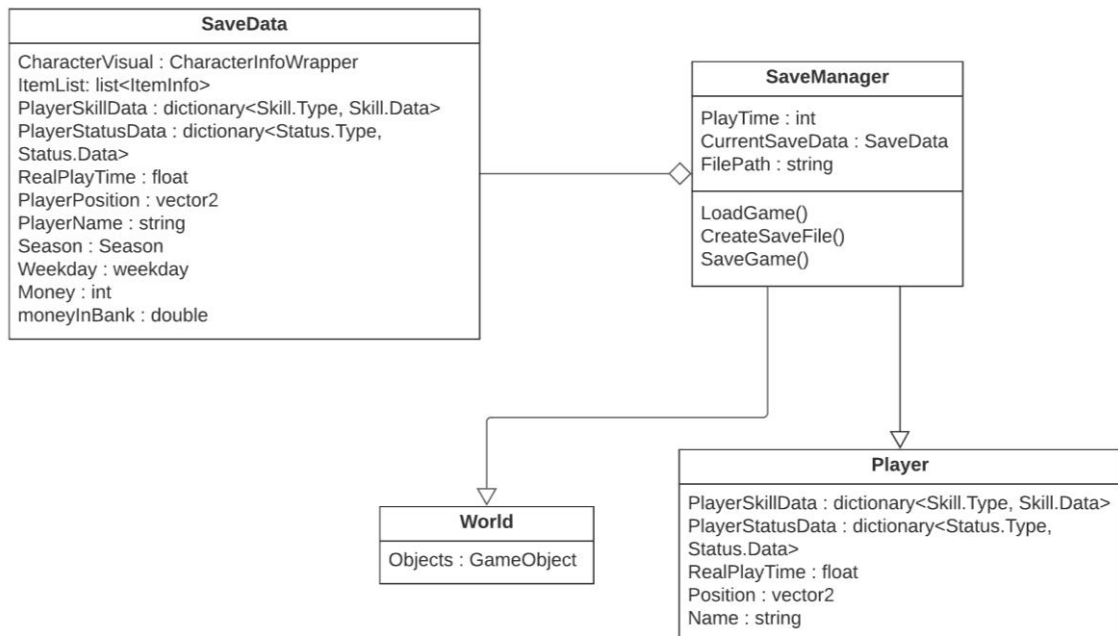 SaveData
CharacterVisual : CharacterInfoWrapper
ItemList: list<ItemInfo>
PlayerSkillData : dictionary<Skill.Type, Skill.Data>
PlayerStatusData : dictionary<Status.Type,
Status.Data>
RealPlayTime : float
PlayerPosition : vector2
PlayerName : string
Season : Season
Weekday : weekday
Money : int
moneyInBank : double
SaveManager
PlayTime : int
CurrentSaveData : SaveData
FilePath : string
LoadGame()
CreateSaveFile()
SaveGame()
World
Objects : GameObject
Player
PlayerSkillData : dictionary<Skill.Type, Skill.Data>
PlayerStatusData : dictionary<Status.Type,
Status.Data>
RealPlayTime : float
Position : vector2
Name : string